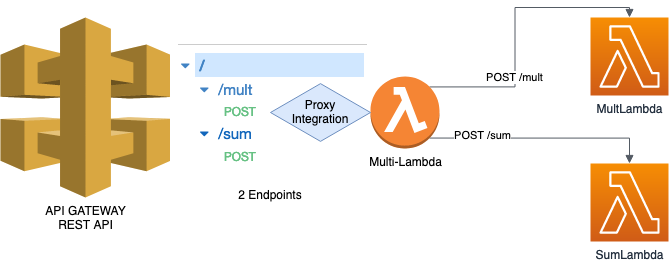 /
/mult
POST
/sum
POST
Proxy
Integration
Multi-Lambda
POST /mult
POST /sum
MultLambda
SumLambda
2 Endpoints
API GATEWAY
REST API